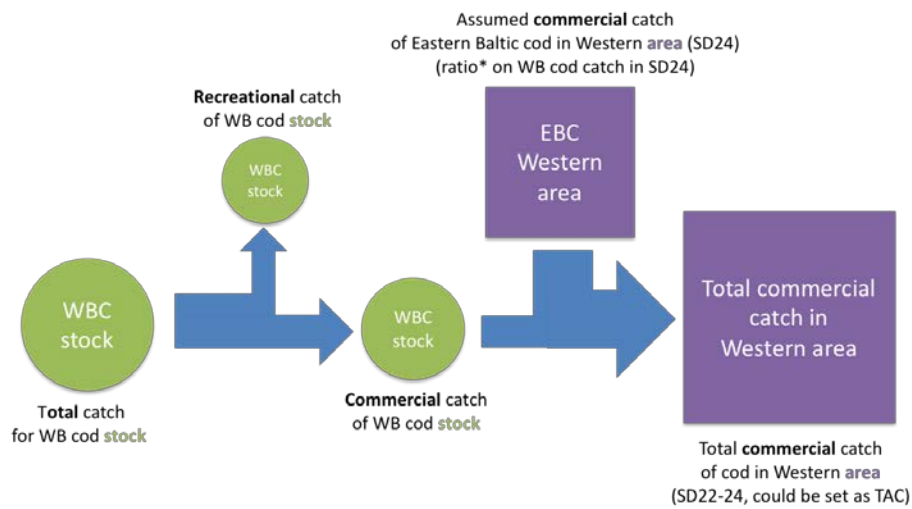 Assumed commercial catch
of Eastern Baltic cod in Western area (SD24)
(ratio* on WB cod catch in SD24)
Recreational catch
of WB cod stock
WBC
stock
EBC
Western
area
WBC
stock
Total catch
for WB cod stock
WBC
stock
Commercial catch
of WB cod stock
Total commercial
catch in
Western area
Total commercial catch
of cod in Western area
(SD22-24, could be set as TAC)